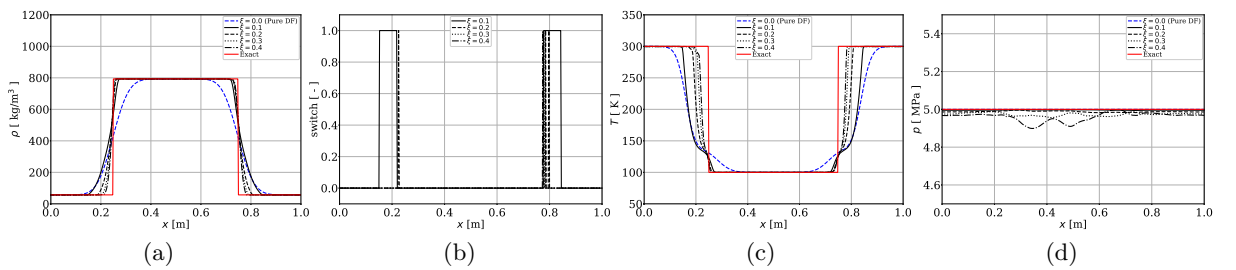 1200
1000
800
600
400
200
0
ρ [ kg/m³ ]
0.0 0.2 0.4 0.6 0.8 1.0
x [m]
ξ = 0.0 (Pure DF)
ξ = 0.1
ξ = 0.2
ξ = 0.3
ξ = 0.4
Exact
(a)
1.0
0.8
0.6
0.4
0.2
0.0
switch [ - ]
0.0 0.2 0.4 0.6 0.8 1.0
x [m]
ξ = 0.1
ξ = 0.2
ξ = 0.3
ξ = 0.4
(b)
350
300
250
200
150
100
50
T [ K ]
0.0 0.2 0.4 0.6 0.8 1.0
x [m]
ξ = 0.0 (Pure DF)
ξ = 0.1
ξ = 0.2
ξ = 0.3
ξ = 0.4
Exact
(c)
5.4
5.2
5.0
4.8
4.6
p [ MPa ]
0.0 0.2 0.4 0.6 0.8 1.0
x [m]
ξ = 0.0 (Pure DF)
ξ = 0.1
ξ = 0.2
ξ = 0.3
ξ = 0.4
Exact
(d)